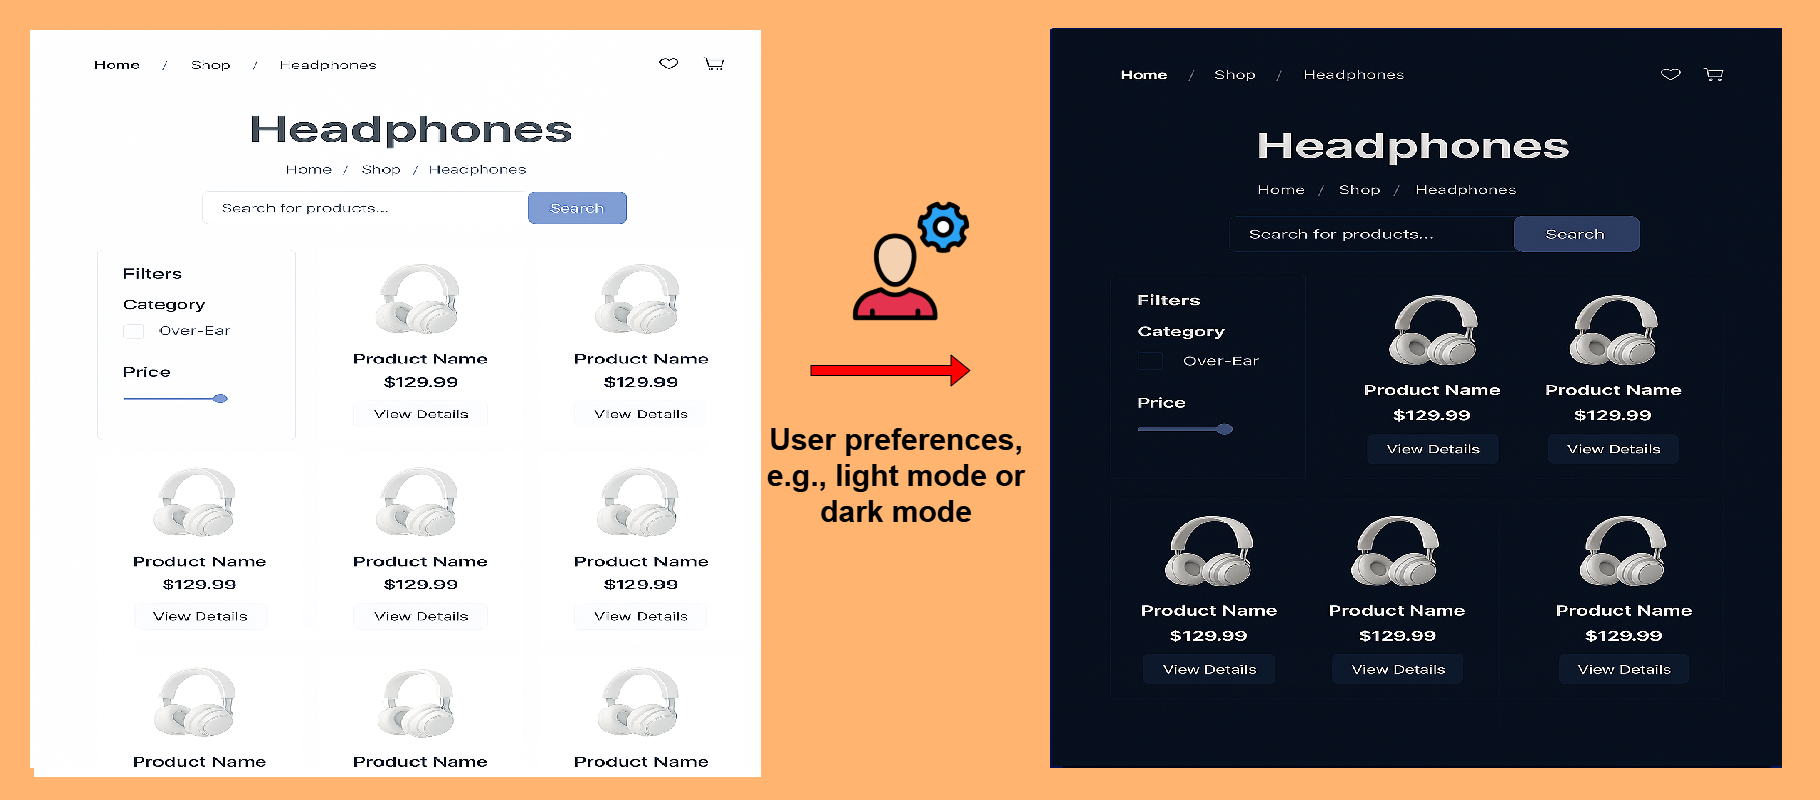 Home / Shop / Headphones
Headphones
Home / Shop / Headphones
Search for products... Search
Filters
Category
Over-Ear
Price
Product Name
$129.99
View Details
Product Name
$129.99
View Details
Product Name
$129.99
View Details
Product Name
$129.99
View Details
Product Name
$129.99
View Details
Product Name
Product Name
Product Name
User preferences,
e.g., light mode or
dark mode
Home / Shop / Headphones
Headphones
Home / Shop / Headphones
Search for products... Search
Filters
Category
Over-Ear
Price
Product Name
$129.99
View Details
Product Name
$129.99
View Details
Product Name
$129.99
View Details
Product Name
$129.99
View Details
Product Name
$129.99
View Details